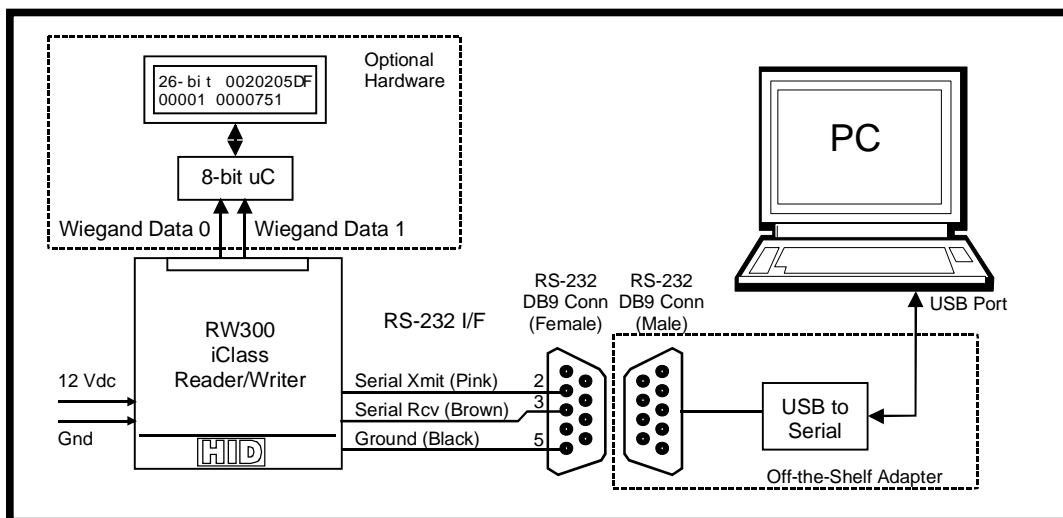 Optional
Hardware
26-bit 0020205DF
00001 0000751
8-bit uC
Wiegand Data 0
Wiegand Data 1
PC
USB Port
RS-232
DB9 Conn
(Female)
RS-232
DB9 Conn
(Male)
RS-232 I/F
RW300
iClass
Reader/Writer
12 Vdc
Gnd
Serial Xmit (Pink)
2
Serial Rcv (Brown)
3
Ground (Black)
5
HID
USB to
Serial
Off-the-Shelf Adapter